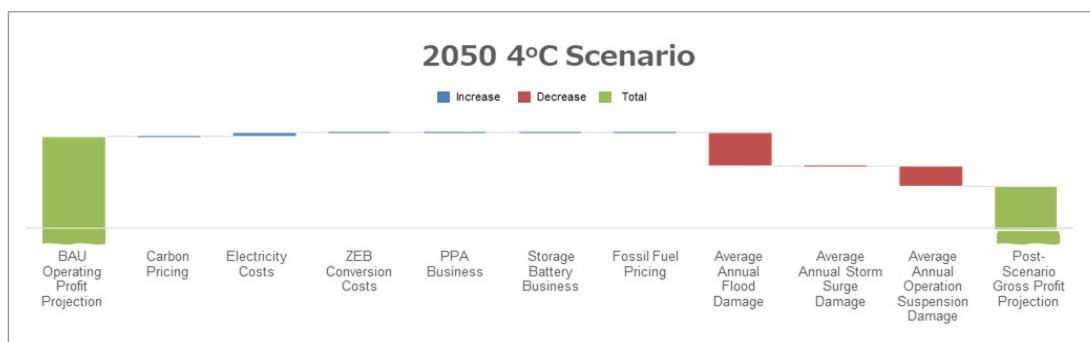 2050 4°C Scenario
Increase Decrease Total
BAU
Operating
Profit
Projection
Carbon
Pricing
Electricity
Costs
ZEB
Conversion
Costs
PPA
Business
Storage
Battery
Business
Fossil Fuel
Pricing
Average
Annual
Flood
Damage
Average
Annual Storm
Surge
Damage
Average
Annual
Operation
Suspension
Damage
Post-
Scenario
Gross Profit
Projection